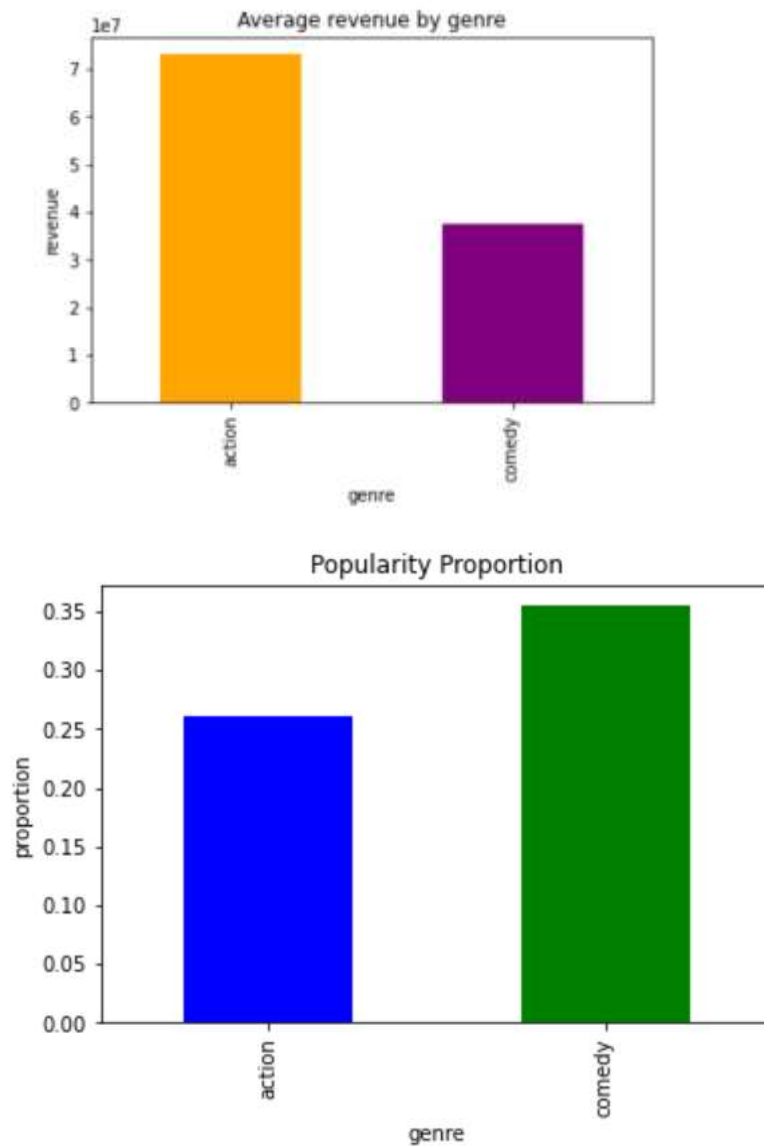 Average revenue by genre
1e7
7
6
5
4
3
2
1
0
revenue
action
comedy
genre
Popularity Proportion
0.35
0.30
0.25
0.20
0.15
0.10
0.05
0.00
proportion
action
comedy
genre